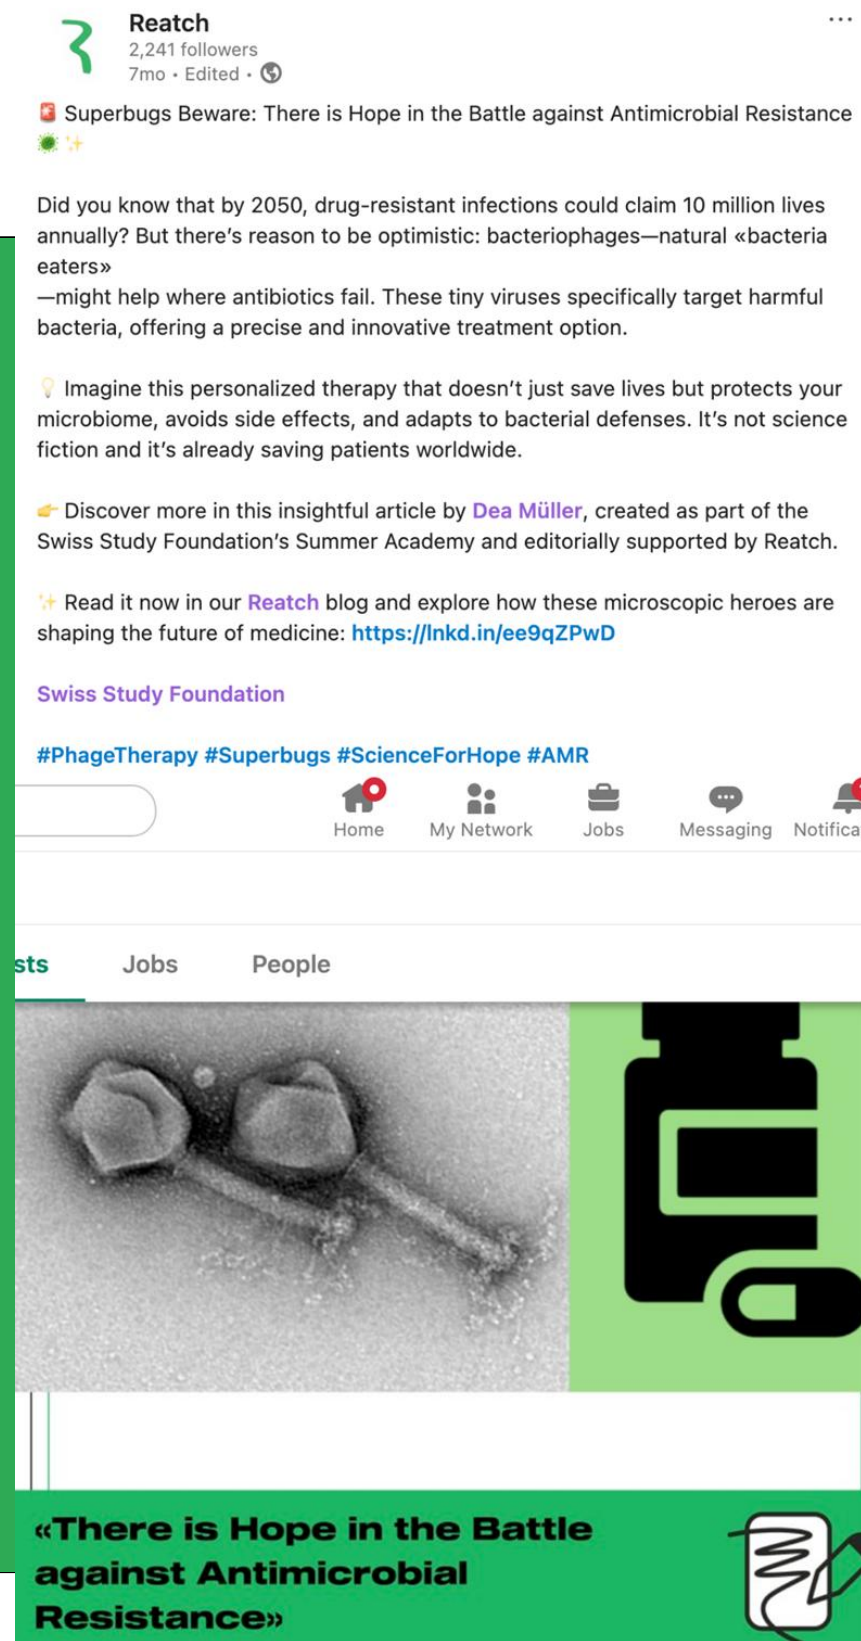 Reatch
2,241 followers
7mo • Edited •
🚨 Superbugs Beware: There is Hope in the Battle against Antimicrobial Resistance
🦠 ✨
Did you know that by 2050, drug-resistant infections could claim 10 million lives
annually? But there's reason to be optimistic: bacteriophages—natural «bacteria
eaters»
—might help where antibiotics fail. These tiny viruses specifically target harmful
bacteria, offering a precise and innovative treatment option.
💡 Imagine this personalized therapy that doesn't just save lives but protects your
microbiome, avoids side effects, and adapts to bacterial defenses. It's not science
fiction and it's already saving patients worldwide.
👉 Discover more in this insightful article by Dea Müller, created as part of the
Swiss Study Foundation's Summer Academy and editorially supported by Reatch.
✨ Read it now in our Reatch blog and explore how these microscopic heroes are
shaping the future of medicine: https://lnkd.in/ee9qZPwD
Swiss Study Foundation
#PhageTherapy #Superbugs #ScienceForHope #AMR
Home My Network Jobs Messaging Notifica
sts Jobs People
«There is Hope in the Battle
against Antimicrobial
Resistance»